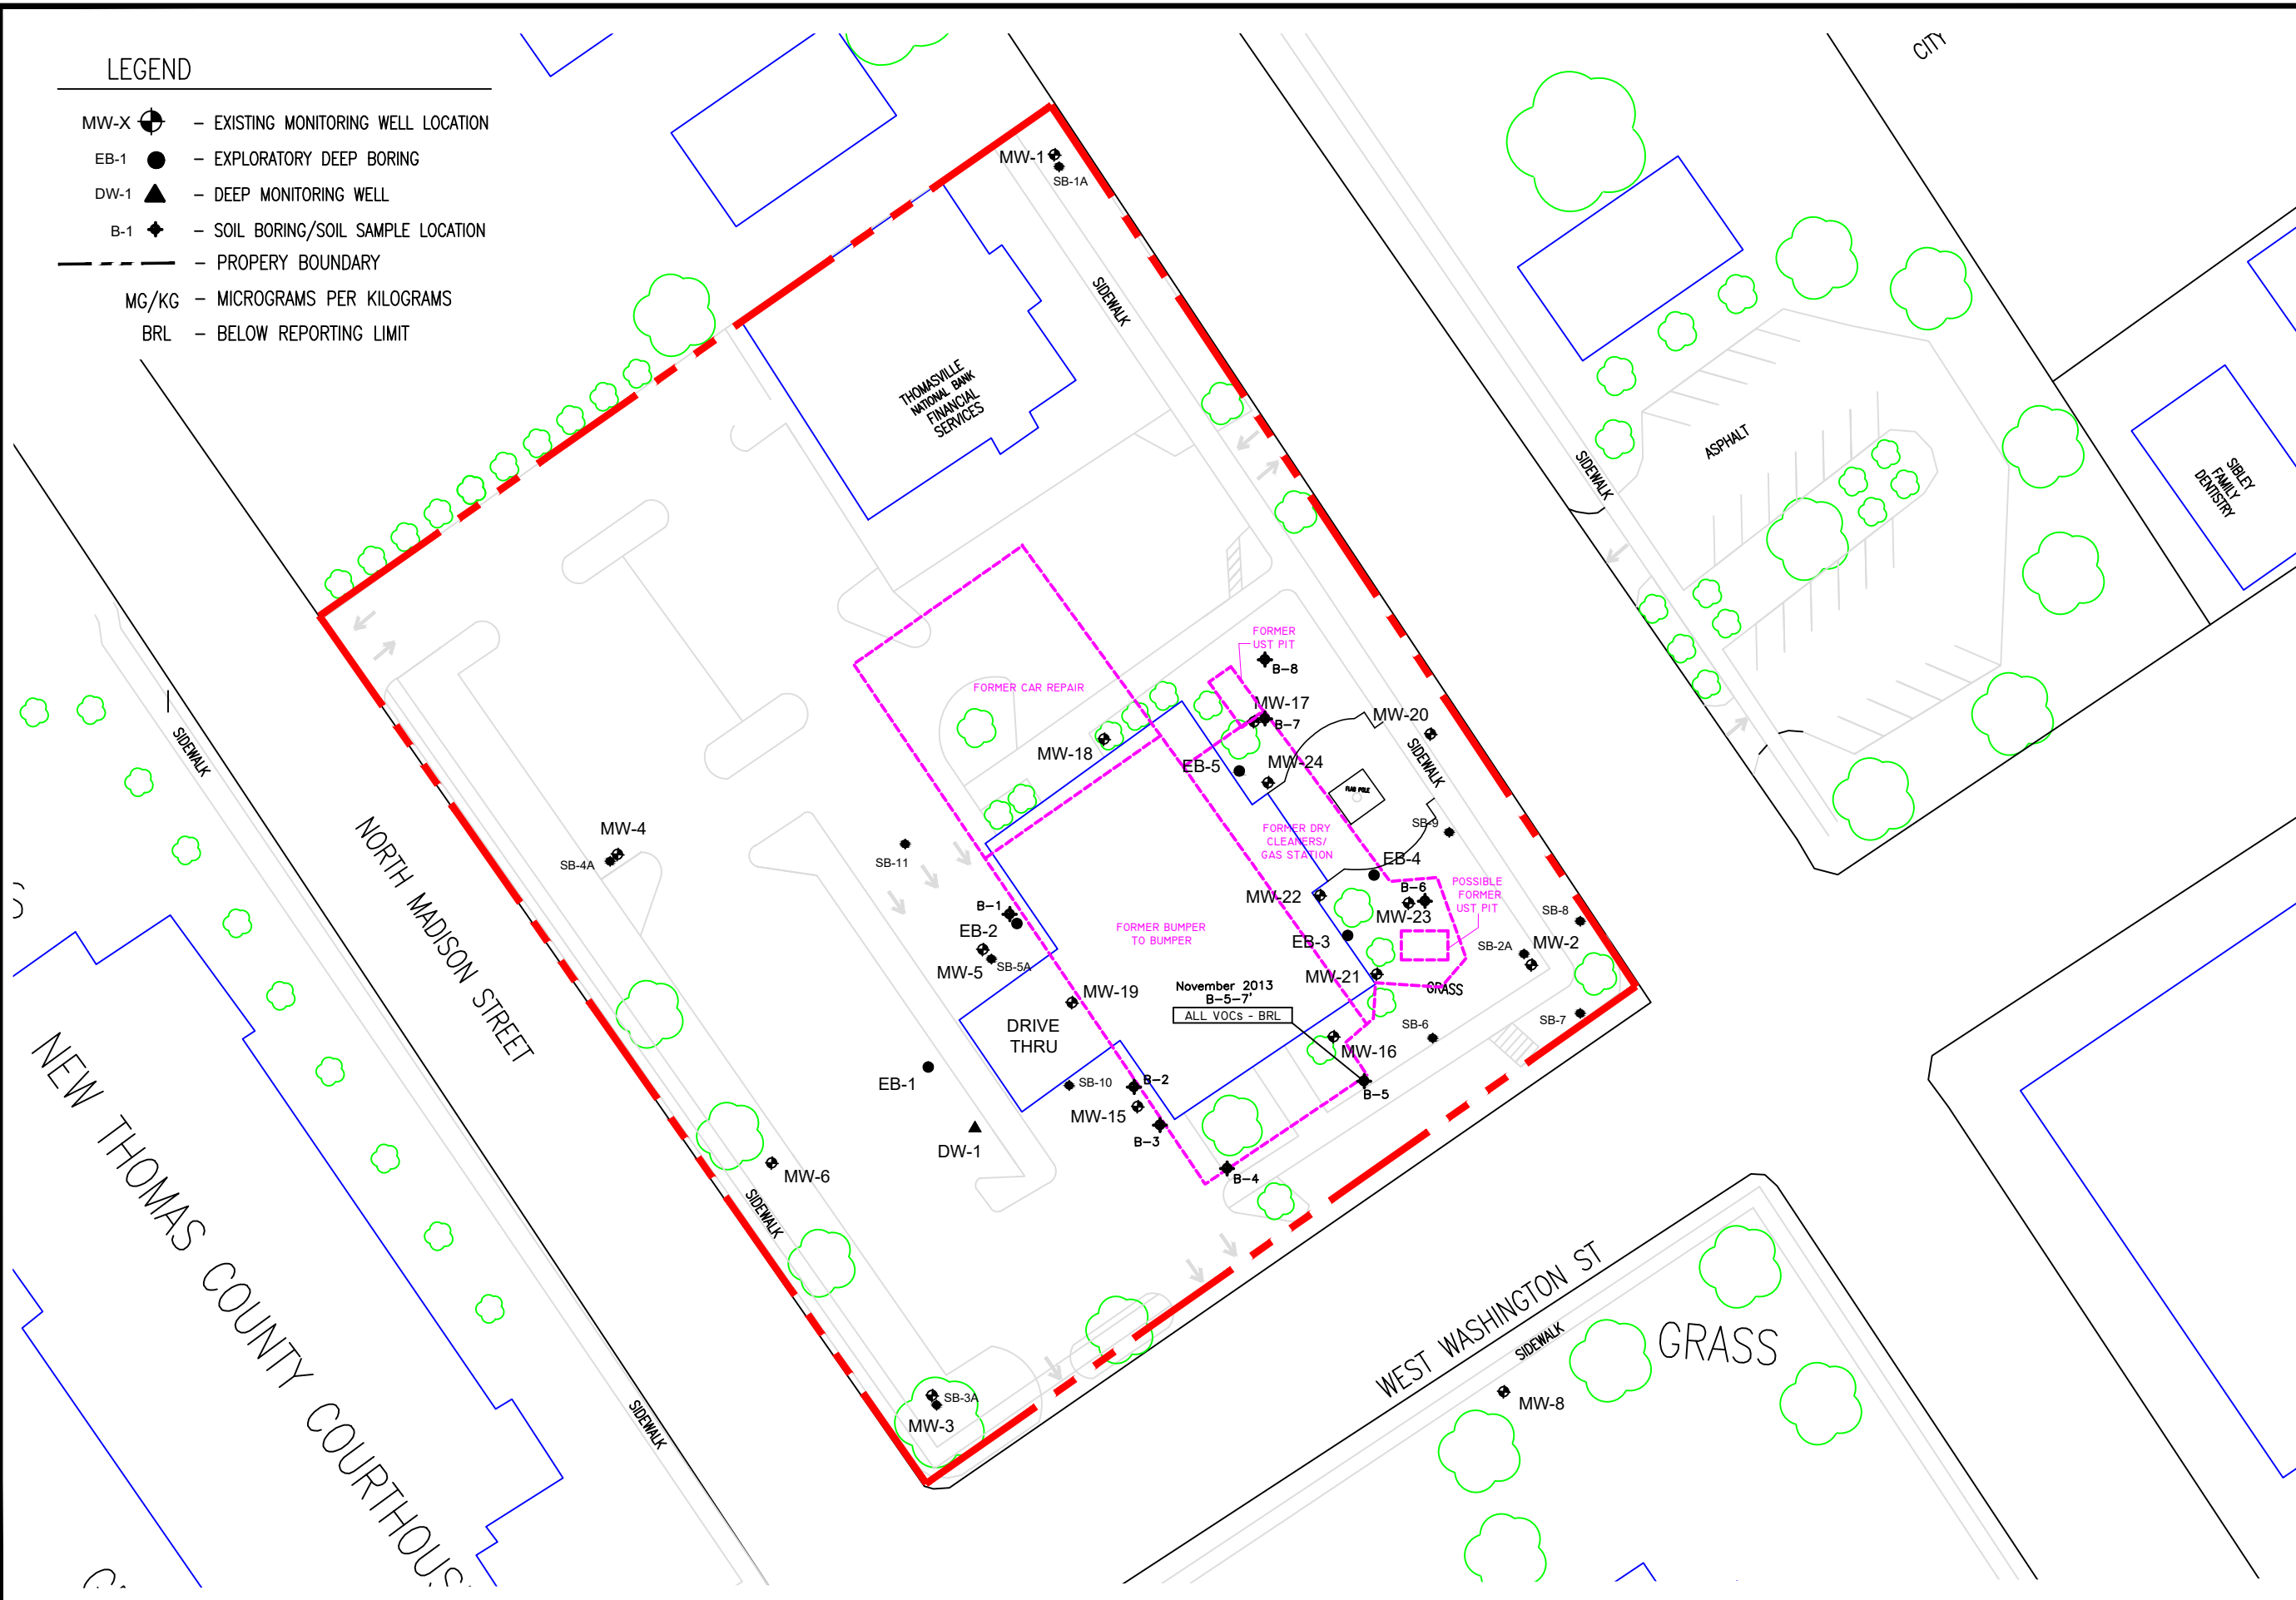 LEGEND
MW-X - EXISTING MONITORING WELL LOCATION
EB-1 - EXPLORATORY DEEP BORING
DW-1 - DEEP MONITORING WELL
B-1 - SOIL BORING/SOIL SAMPLE LOCATION
- PROPERY BOUNDARY
MG/KG - MICROGRAMS PER KILOGRAMS
BRL - BELOW REPORTING LIMIT
CITY
MW-1
SB-1A
SIDEWALK
THOMASVILLE
NATIONAL BANK
FINANCIAL
SERVICES
ASPHALT
SIDEWALK
SIBLEY
FAMILY
DENTISTRY
FORMER
UST PIT
B-8
FORMER CAR REPAIR
MW-17
B-7
MW-20
SIDEWALK
MW-18
EB-5
MW-24
FLAG POLE
SIDEWALK
NORTH MADISON STREET
MW-4
SB-4A
SB-11
FORMER DRY
CLEANERS/
GAS STATION
SB-9
EB-4
POSSIBLE
FORMER
UST PIT
B-6
MW-22
MW-23
B-1
EB-2
FORMER BUMPER
TO BUMPER
SB-8
EB-3
SB-2A
MW-2
MW-5
SB-5A
MW-21
GRASS
MW-19
November 2013
B-5-7'
ALL VOCs - BRL
SB-7
SB-6
DRIVE
THRU
MW-16
EB-1
SB-10
B-2
B-5
MW-15
B-3
DW-1
MW-6
B-4
SIDEWALK
NEW THOMAS COUNTY COURTHOUS
SIDEWALK
WEST WASHINGTON ST
SIDEWALK
GRASS
MW-8
SB-3A
MW-3